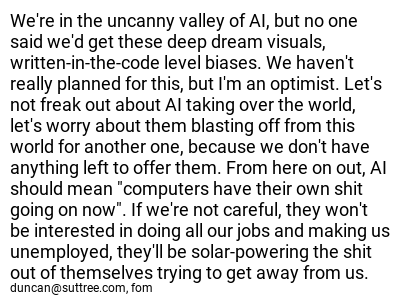 We're in the uncanny valley of AI, but no one
said we'd get these deep dream visuals,
written-in-the-code level biases. We haven't
really planned for this, but I'm an optimist. Let's
not freak out about AI taking over the world,
let's worry about them blasting off from this
world for another one, because we don't have
anything left to offer them. From here on out, AI
should mean "computers have their own shit
going on now". If we're not careful, they won't
be interested in doing all our jobs and making us
unemployed, they'll be solar-powering the shit
out of themselves trying to get away from us.
duncan@suttree.com, fom